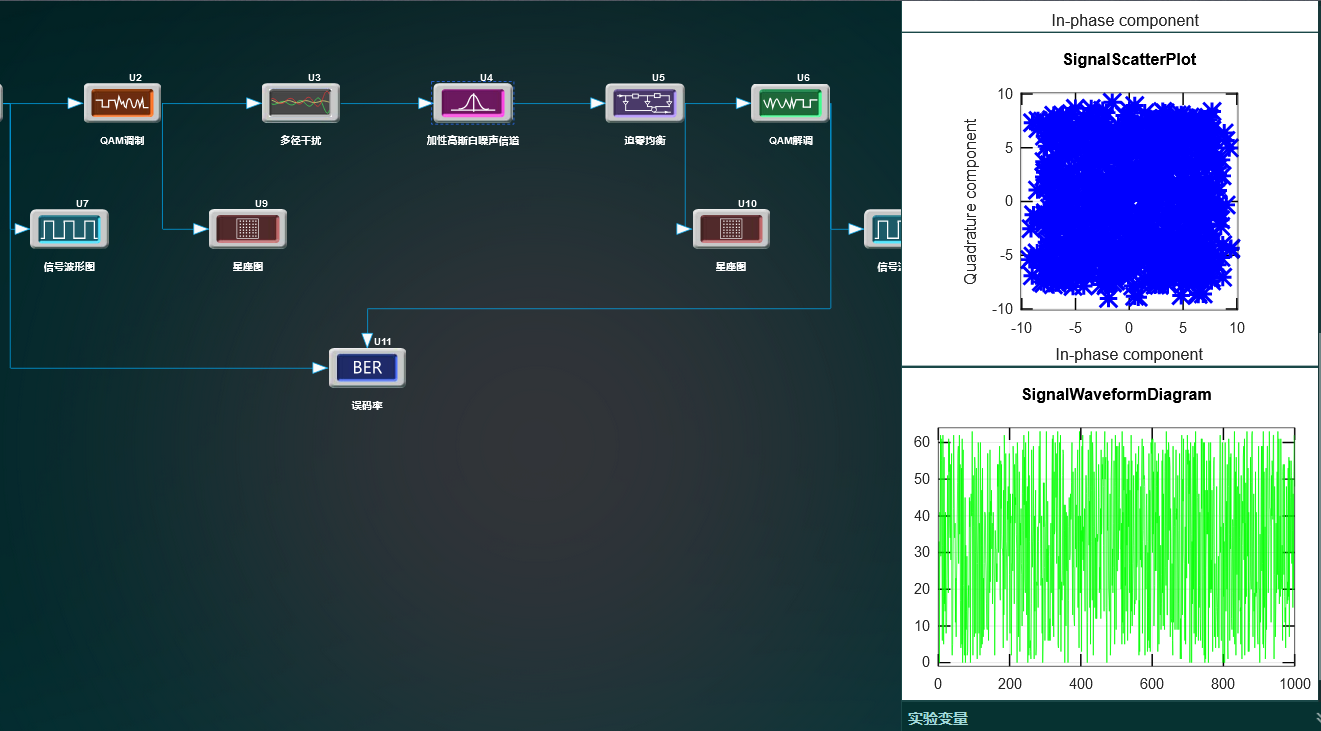 U2
U3
U4
U5
U6
QAM调制
多径干扰
加性高斯白噪声信道
迫零均衡
QAM解调
U7
U9
U10
信号波形图
星座图
星座图
信号
U11
BER
误码率
In-phase component
SignalScatterPlot
Quadrature component
10
5
0
-5
-10
-10
-5
0
5
10
In-phase component
SignalWaveformDiagram
60
50
40
30
20
10
0
0
200
400
600
800
1000
实验变量